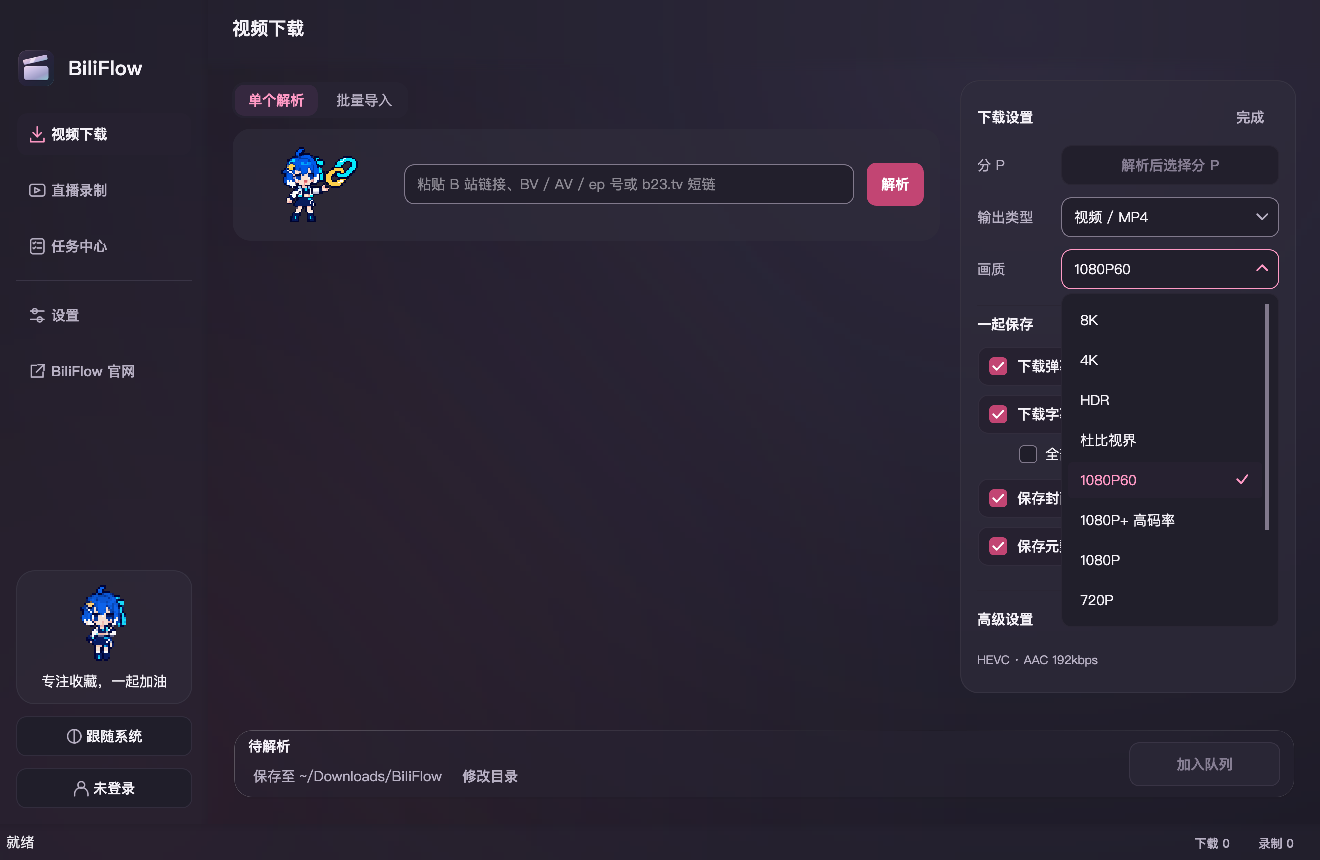 视频下载
BiliFlow
视频下载
直播录制
任务中心
设置
BiliFlow 官网
专注收藏，一起加油
跟随系统
未登录
单个解析
批量导入
粘贴 B 站链接、BV / AV / ep 号或 b23.tv 短链
解析
下载设置
完成
分 P
解析后选择分 P
输出类型
视频 / MP4
画质
1080P60
8K
4K
HDR
杜比视界
1080P60
1080P+ 高码率
1080P
720P
一起保存
下载弹
下载字
全
保存封
保存元
高级设置
HEVC · AAC 192kbps
待解析
保存至 ~/Downloads/BiliFlow
修改目录
加入队列
就绪
下载 0
录制 0